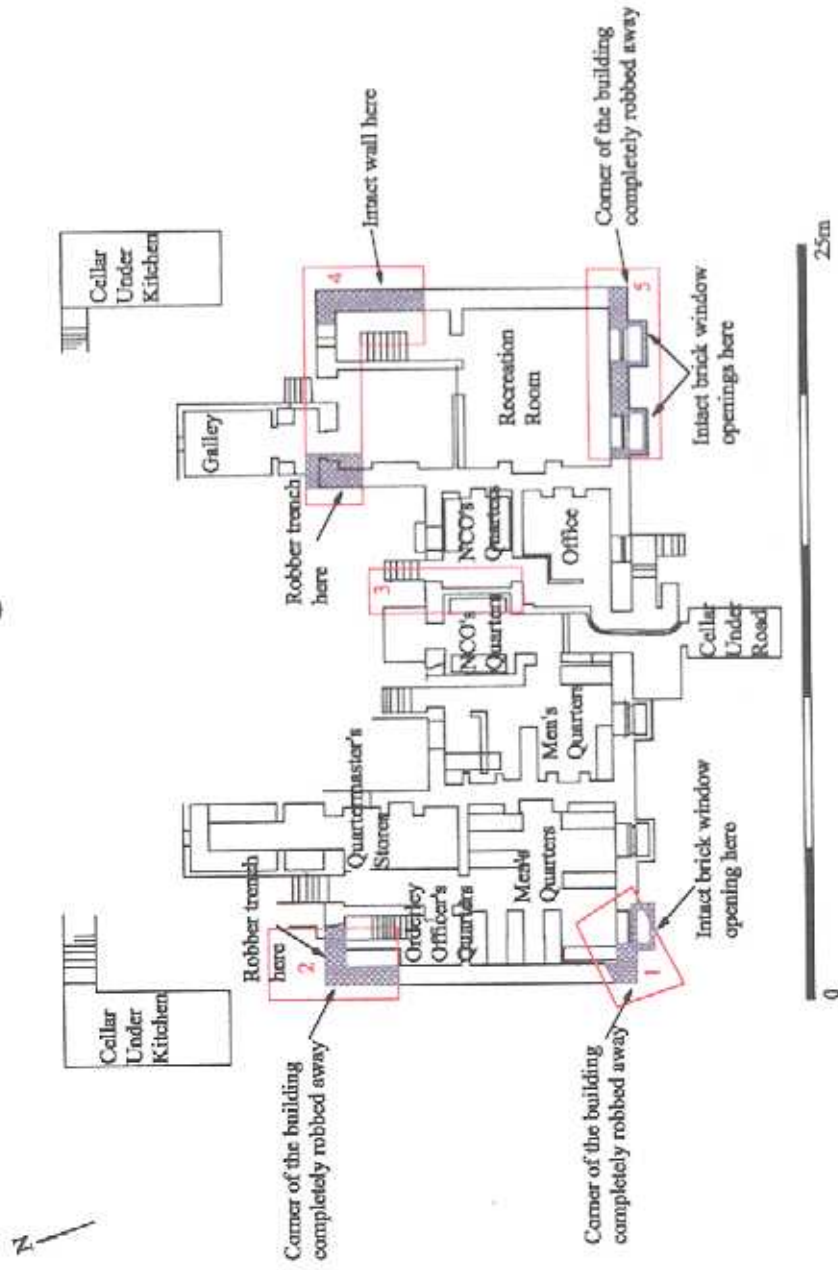 N
Cellar
Under
Kitchen
Cellar
Under
Kitchen
Galley
Intact wall here
Robber trench
here
4
3
Quartermaster's
Stores
Robber trench
here
2
Corner of the building
completely robbed away
Orderley
Officer's
Quarters
Men's
Quarters
Men's
Quarters
NCO's
Quarters
NCO's
Quarters
Office
Recreation
Room
Corner of the building
completely robbed away
5
1
Corner of the building
completely robbed away
Intact brick window
opening here
Cellar
Under
Road
Intact brick window
openings here
0
25m